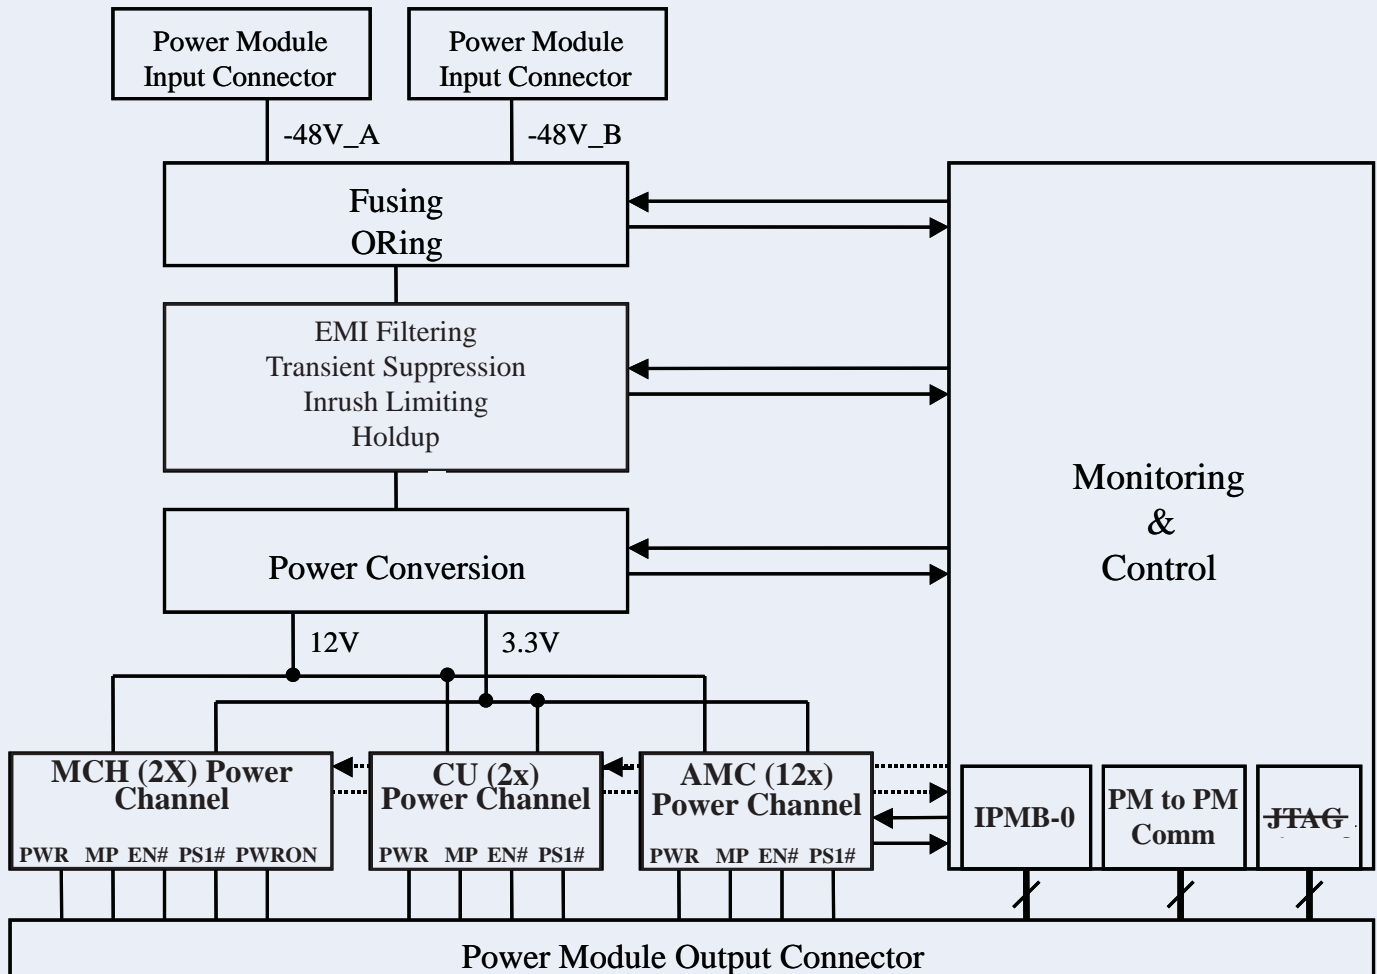 Power Module
Input Connector
Power Module
Input Connector
-48V_A
-48V_B
Fusing
ORing
EMI Filtering
Transient Suppression
Inrush Limiting
Holdup
Power Conversion
12V
3.3V
Monitoring
&
Control
MCH (2X) Power
Channel
PWR MP EN# PS1# PWRON
CU (2x)
Power Channel
PWR MP EN# PS1#
AMC (12x)
Power Channel
PWR MP EN# PS1#
IPMB-0
PM to PM
Comm
JTAG
Power Module Output Connector